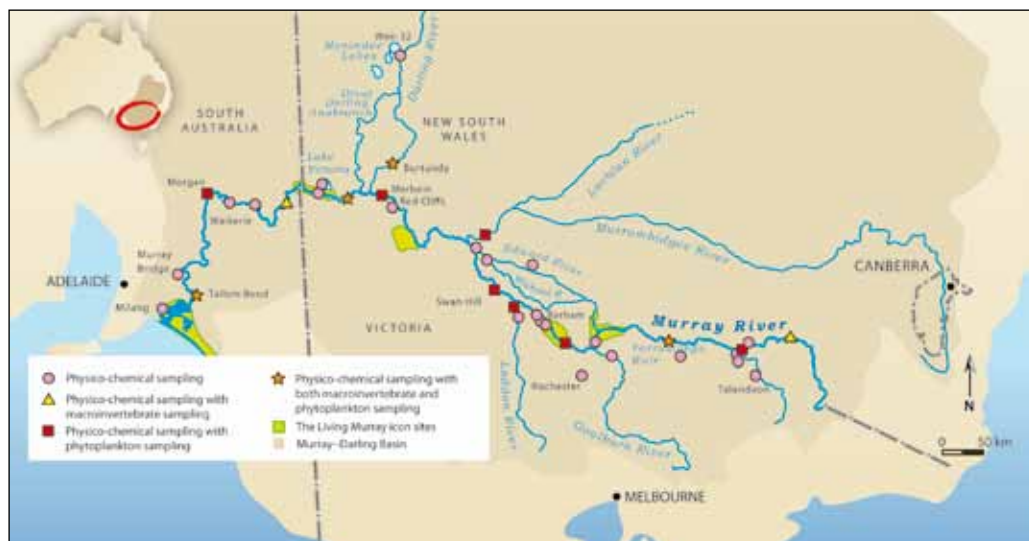 Weir 32
Menindee
Lakes
Darling River
Great
Darling
Anabranch
SOUTH
AUSTRALIA
NEW SOUTH
WALES
Lake
Victoria
Burtundy
Lachlan River
Morgan
Merbein
Red Cliffs
Waikerie
Murrumbidgee River
Murray
Bridge
Edward River
CANBERRA
ADELAIDE
Tailem Bend
Milang
Swan Hill
Barham
Murray River
VICTORIA
Weir
Loddon River
Rochester
Talandoon
Goulburn River
N
0
50 km
MELBOURNE
Physico-chemical sampling
Physico-chemical sampling with
macroinvertebrate sampling
Physico-chemical sampling with
phytoplankton sampling
Physico-chemical sampling with
both macroinvertebrate and
phytoplankton sampling
The Living Murray icon sites
Murray–Darling Basin